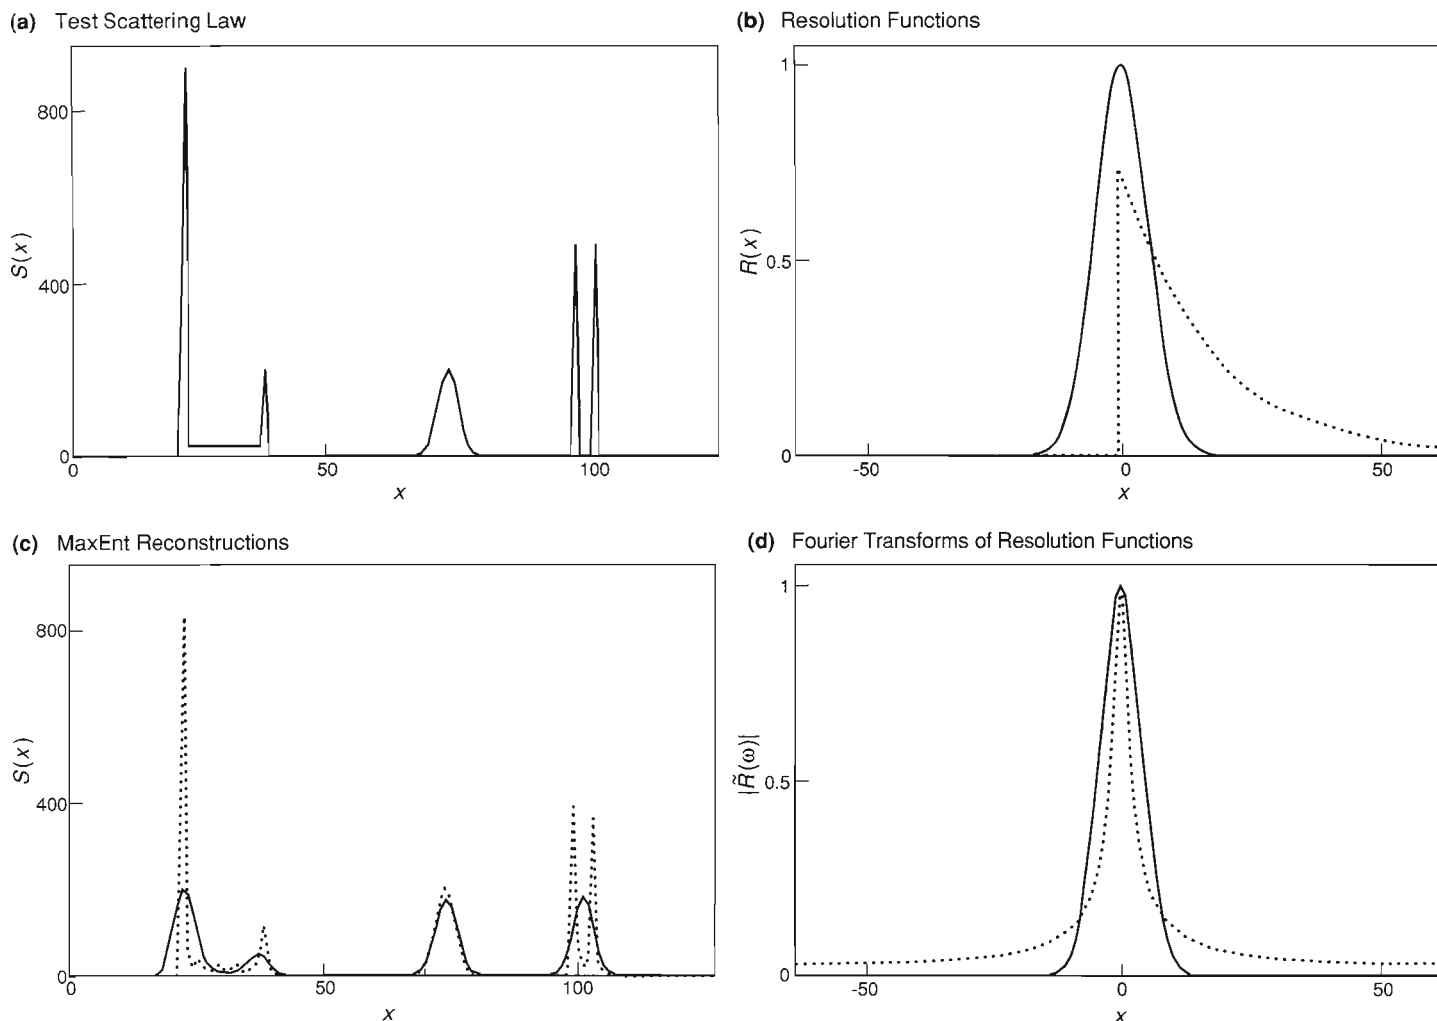 (a) Test Scattering Law
800
400
0
S(x)
0 50 100
x
(b) Resolution Functions
1
0.5
0
R(x)
-50 0 50
x
(c) MaxEnt Reconstructions
800
400
0
S(x)
0 50 100
x
(d) Fourier Transforms of Resolution Functions
1
0.5
0
|R̃(ω)|
-50 0 50
x